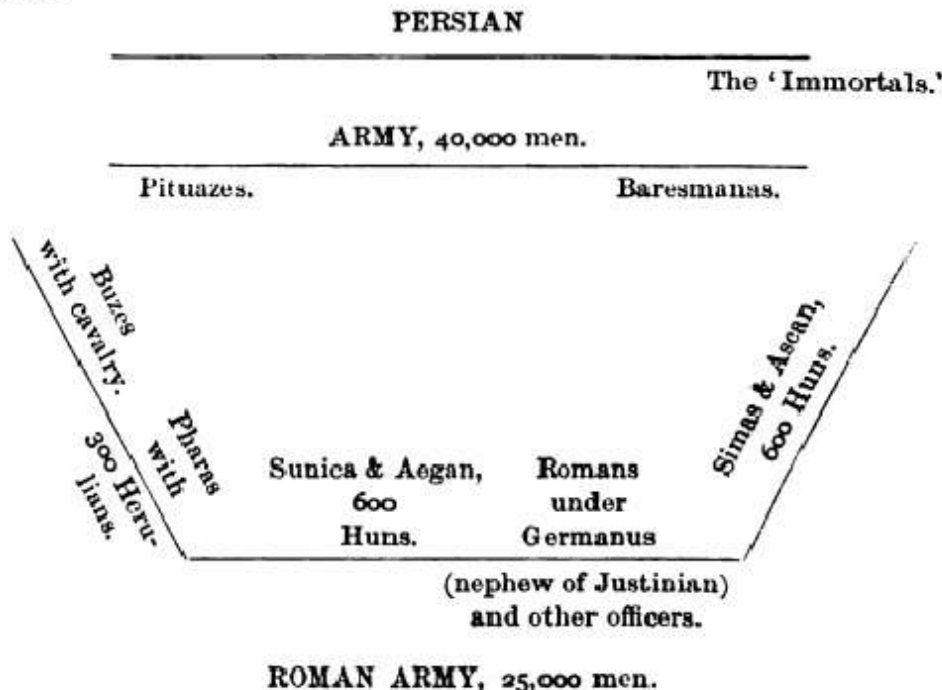 PERSIAN
The ‘Immortals.’
ARMY, 40,000 men.
Pituazes.
Baresmanas.
Buzes
with cavalry.
Pharas
with
300 Heru-
lians.
Sunica & Aegan,
600
Huns.
Romans
under
Germanus
(nephew of Justinian)
and other officers.
Simas & Ascan,
600 Huns.
ROMAN ARMY, 25,000 men.